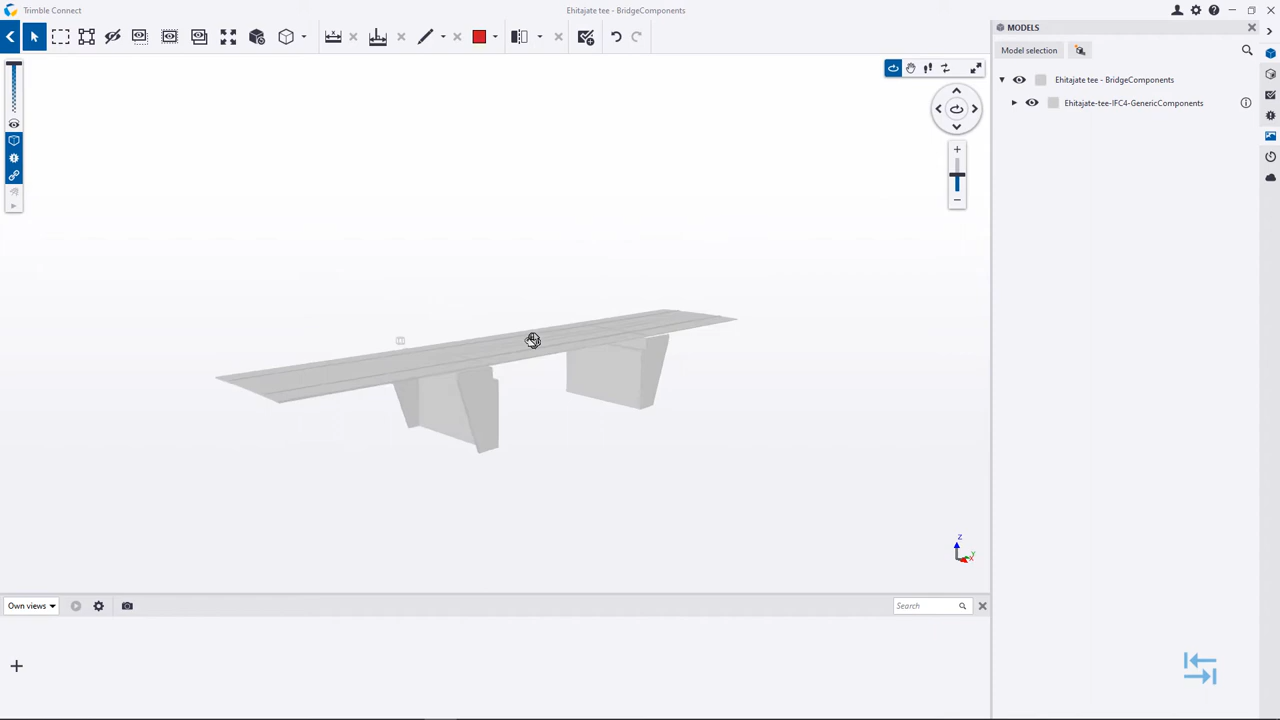 Trimble Connect
Ehitajate tee - BridgeComponents
MODELS
Model selection
Ehitajate tee - BridgeComponents
Ehitajate-tee-IFC4-GenericComponents
Z
Y
X
Own views
Search